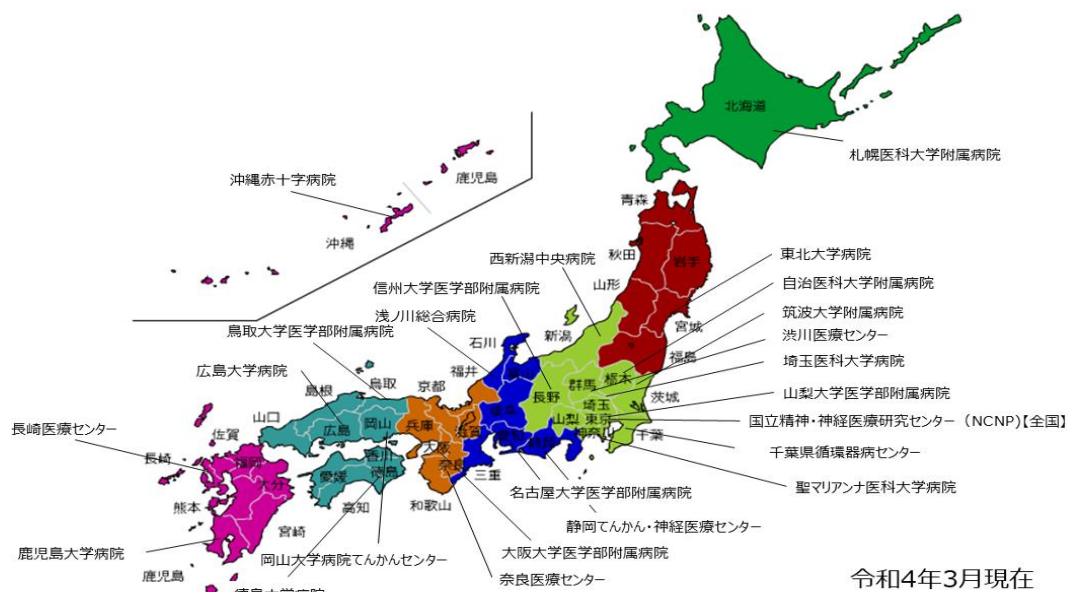 北海道
札幌医科大学附属病院
沖縄赤十字病院
鹿児島
沖縄
青森
秋田
岩手
山形
宮城
福島
東北大学病院
自治医科大学附属病院
筑波大学附属病院
渋川医療センター
埼玉医科大学病院
山梨大学医学部附属病院
国立精神・神経医療研究センター（NCNP)【全国】
千葉県循環器病センター
聖マリアンナ医科大学病院
西新潟中央病院
信州大学医学部附属病院
浅ノ川総合病院
鳥取大学医学部附属病院
広島大学病院
長崎医療センター
新潟
石川
福井
群馬
栃木
茨城
長野
埼玉
山梨
東京
千葉
京都
鳥取
島根
山口
広島
岡山
兵庫
大阪
滋賀
奈良
三重
和歌山
香川
徳島
愛媛
高知
佐賀
長崎
福岡
大分
熊本
宮崎
鹿児島
名古屋大学医学部附属病院
静岡てんかん・神経医療センター
大阪大学医学部附属病院
奈良医療センター
岡山大学病院てんかんセンター
鹿児島大学病院
徳島大学病院
令和4年3月現在